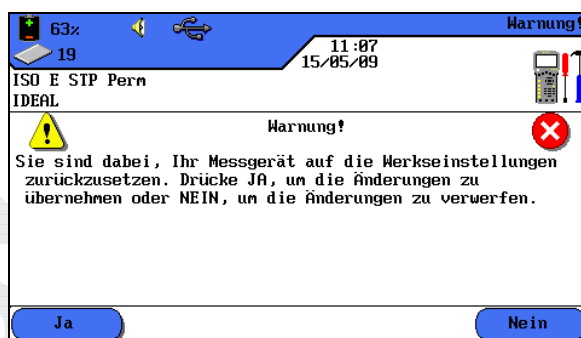 63% Warnung!
19 11:07
15/05/09
ISO E STP Perm
IDEAL
Warnung!
Sie sind dabei, Ihr Messgerät auf die Werkseinstellungen
zurückzusetzen. Drücke JA, um die Änderungen zu
übernehmen oder NEIN, um die Änderungen zu verwerfen.
Ja Nein